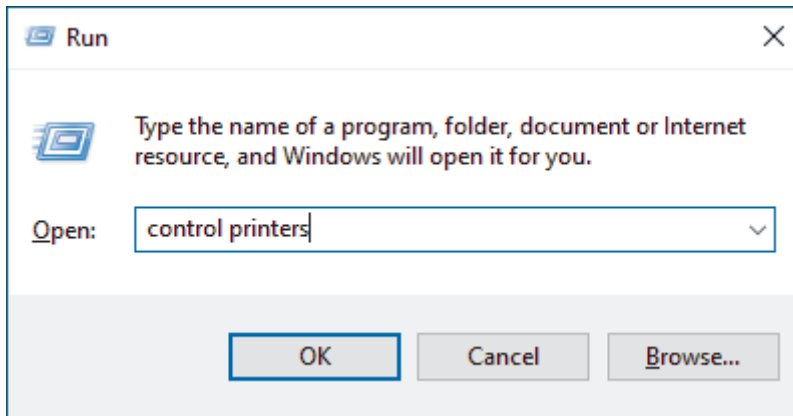 Run
Type the name of a program, folder, document or Internet
resource, and Windows will open it for you.
Open: control printers
OK Cancel Browse...